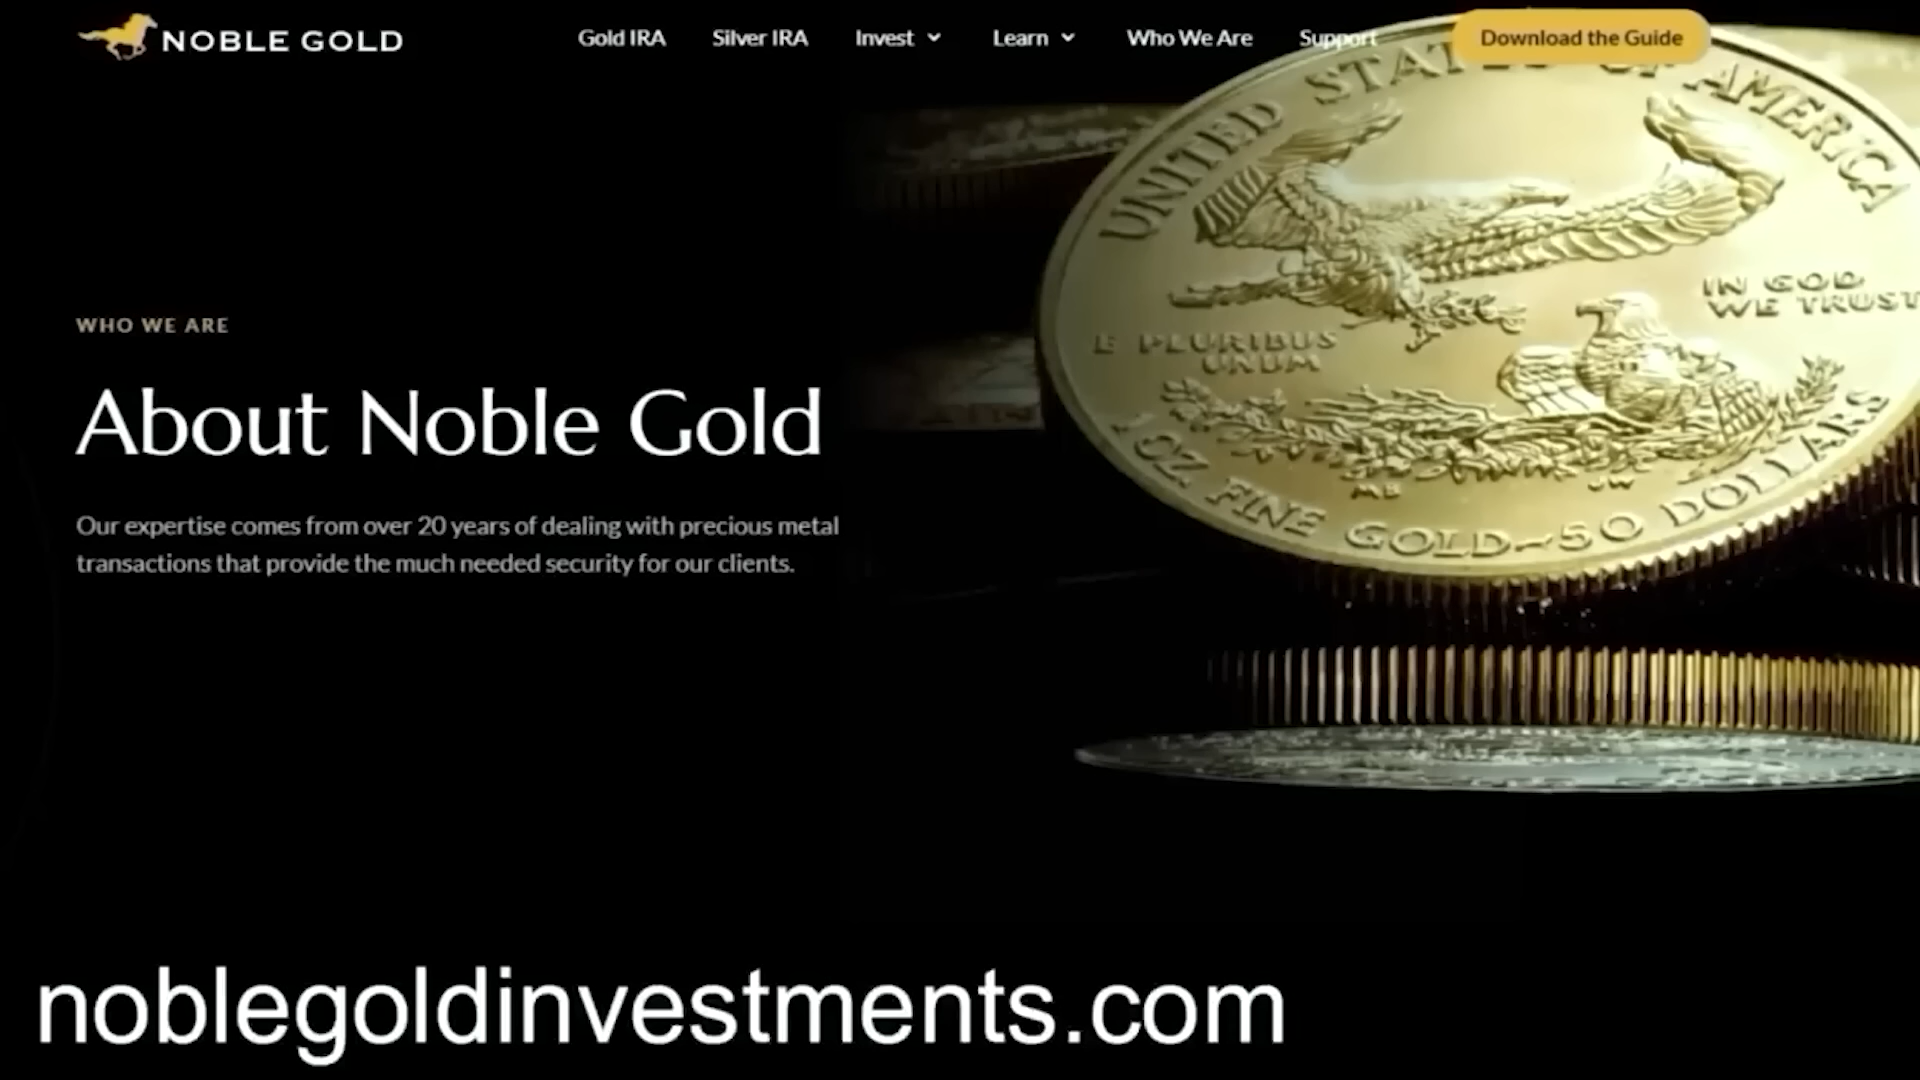 NOBLE GOLD
Gold IRA
Silver IRA
Invest
Learn
Who We Are
Support
Download the Guide
UNITED STATES OF AMERICA
IN GOD
WE TRUST
E PLURIBUS
UNUM
MB
JW
1 OZ. FINE GOLD~50 DOLLARS
WHO WE ARE
About Noble Gold
Our expertise comes from over 20 years of dealing with precious metal
transactions that provide the much needed security for our clients.
noblegoldinvestments.com